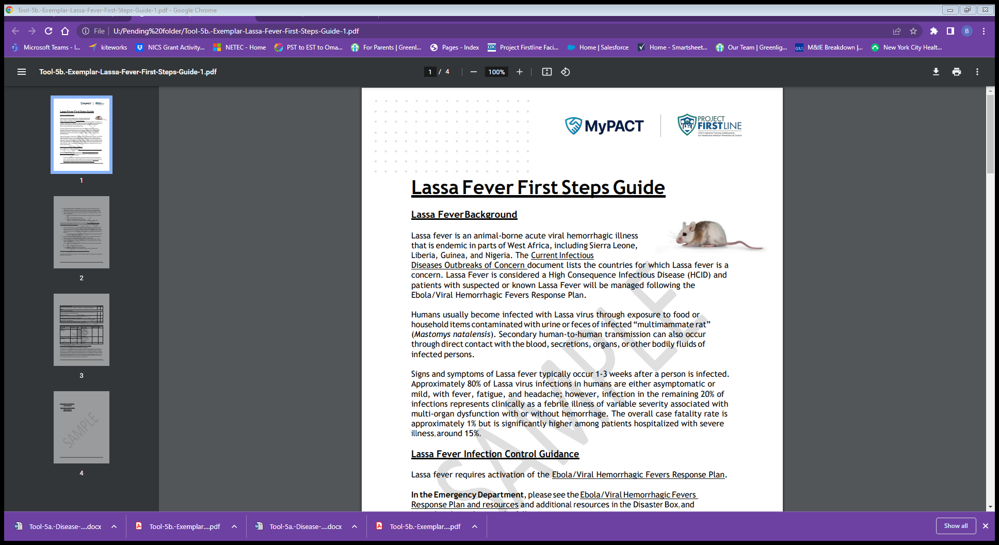 Tool-5b.-Exemplar-Lassa-Fever-First-Steps-Guide-1.pdf - Google Chrome
File | U:/Pending%20folder/Tool-5b.-Exemplar-Lassa-Fever-First-Steps-Guide-1.pdf
B
Microsoft Teams - l...
kiteworks
NICS Grant Activity...
NETEC - Home
PST to EST to Oma...
For Parents | Greenl...
Pages - Index
CDC
Project Firstline Faci...
Home | Salesforce
Home - Smartsheet...
Our Team | Greenlig...
GSA
M&IE Breakdown |...
New York City Healt...
Tool-5b.-Exemplar-Lassa-Fever-First-Steps-Guide-1.pdf
1 / 4
100%
1
2
3
SAMPLE
4
MyPACT
PROJECT
FIRSTLINE
CDC's National Training Collaborative
for Healthcare Infection Prevention & Control
Lassa Fever First Steps Guide
Lassa Fever Background
Lassa fever is an animal-borne acute viral hemorrhagic illness
that is endemic in parts of West Africa, including Sierra Leone,
Liberia, Guinea, and Nigeria. The Current Infectious
Diseases Outbreaks of Concern document lists the countries for which Lassa fever is a
concern. Lassa Fever is considered a High Consequence Infectious Disease (HCID) and
patients with suspected or known Lassa Fever will be managed following the
Ebola/Viral Hemorrhagic Fevers Response Plan.
Humans usually become infected with Lassa virus through exposure to food or
household items contaminated with urine or feces of infected “multimammate rat”
(Mastomys natalensis). Secondary human-to-human transmission can also occur
through direct contact with the blood, secretions, organs, or other bodily fluids of
infected persons.
Signs and symptoms of Lassa fever typically occur 1-3 weeks after a person is infected.
Approximately 80% of Lassa virus infections in humans are either asymptomatic or
mild, with fever, fatigue, and headache; however, infection in the remaining 20% of
infections represents clinically as a febrile illness of variable severity associated with
multi-organ dysfunction with or without hemorrhage. The overall case fatality rate is
approximately 1% but is significantly higher among patients hospitalized with severe
illness, around 15%.
Lassa Fever Infection Control Guidance
Lassa fever requires activation of the Ebola/Viral Hemorrhagic Fevers Response Plan.
In the Emergency Department, please see the Ebola/Viral Hemorrhagic Fevers
Response Plan and resources and additional resources in the Disaster Box, and
SAMPLE
Tool-5a.-Disease-....docx
Tool-5b.-Exemplar....pdf
Tool-5a.-Disease-....docx
Tool-5b.-Exemplar....pdf
Show all